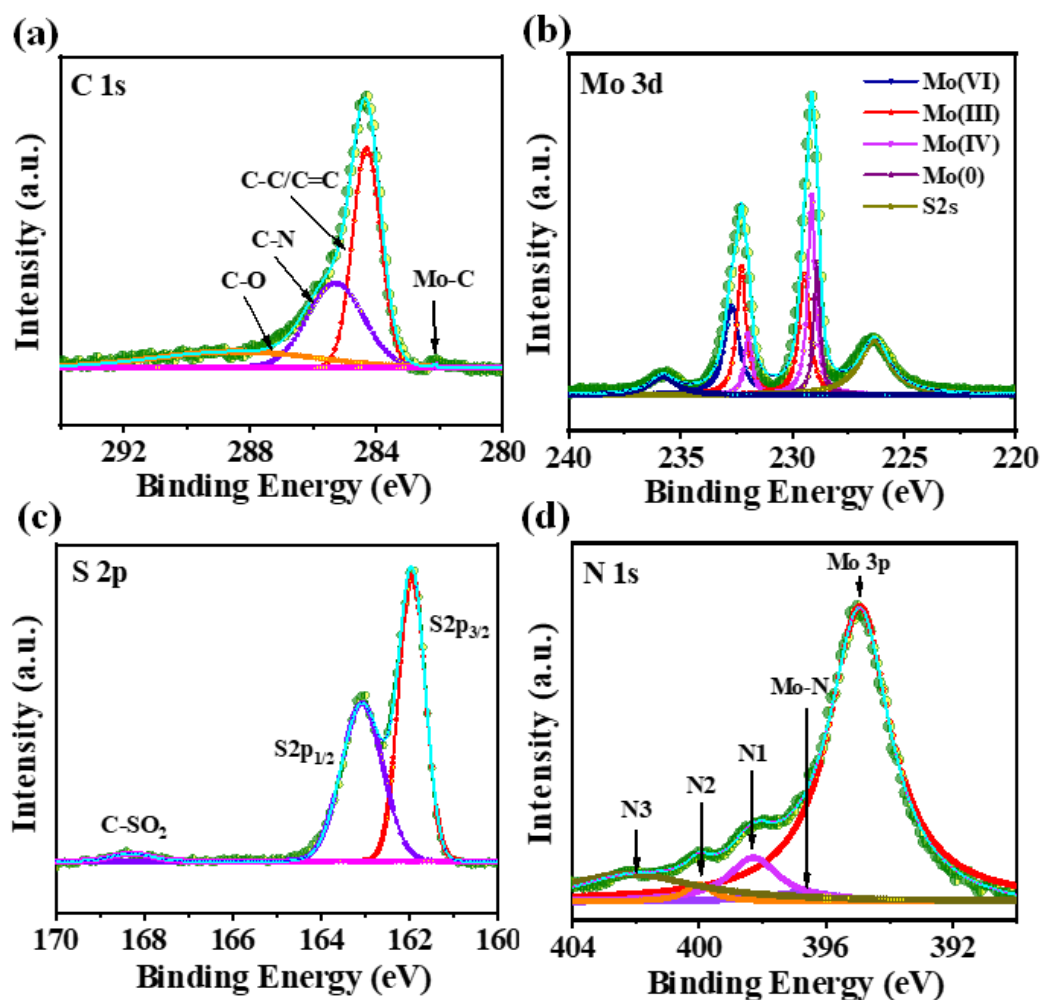 (a)
C 1s
C-C/C=C
C-N
C-O
Mo-C
Intensity (a.u.)
292 288 284 280
Binding Energy (eV)
(b)
Mo 3d
Mo(VI)
Mo(III)
Mo(IV)
Mo(0)
S2s
Intensity (a.u.)
240 235 230 225 220
Binding Energy (eV)
(c)
S 2p
S2p3/2
S2p1/2
C-SO2
Intensity (a.u.)
170 168 166 164 162 160
Binding Energy (eV)
(d)
N 1s
Mo 3p
Mo-N
N1
N2
N3
Intensity (a.u.)
404 400 396 392
Binding Energy (eV)